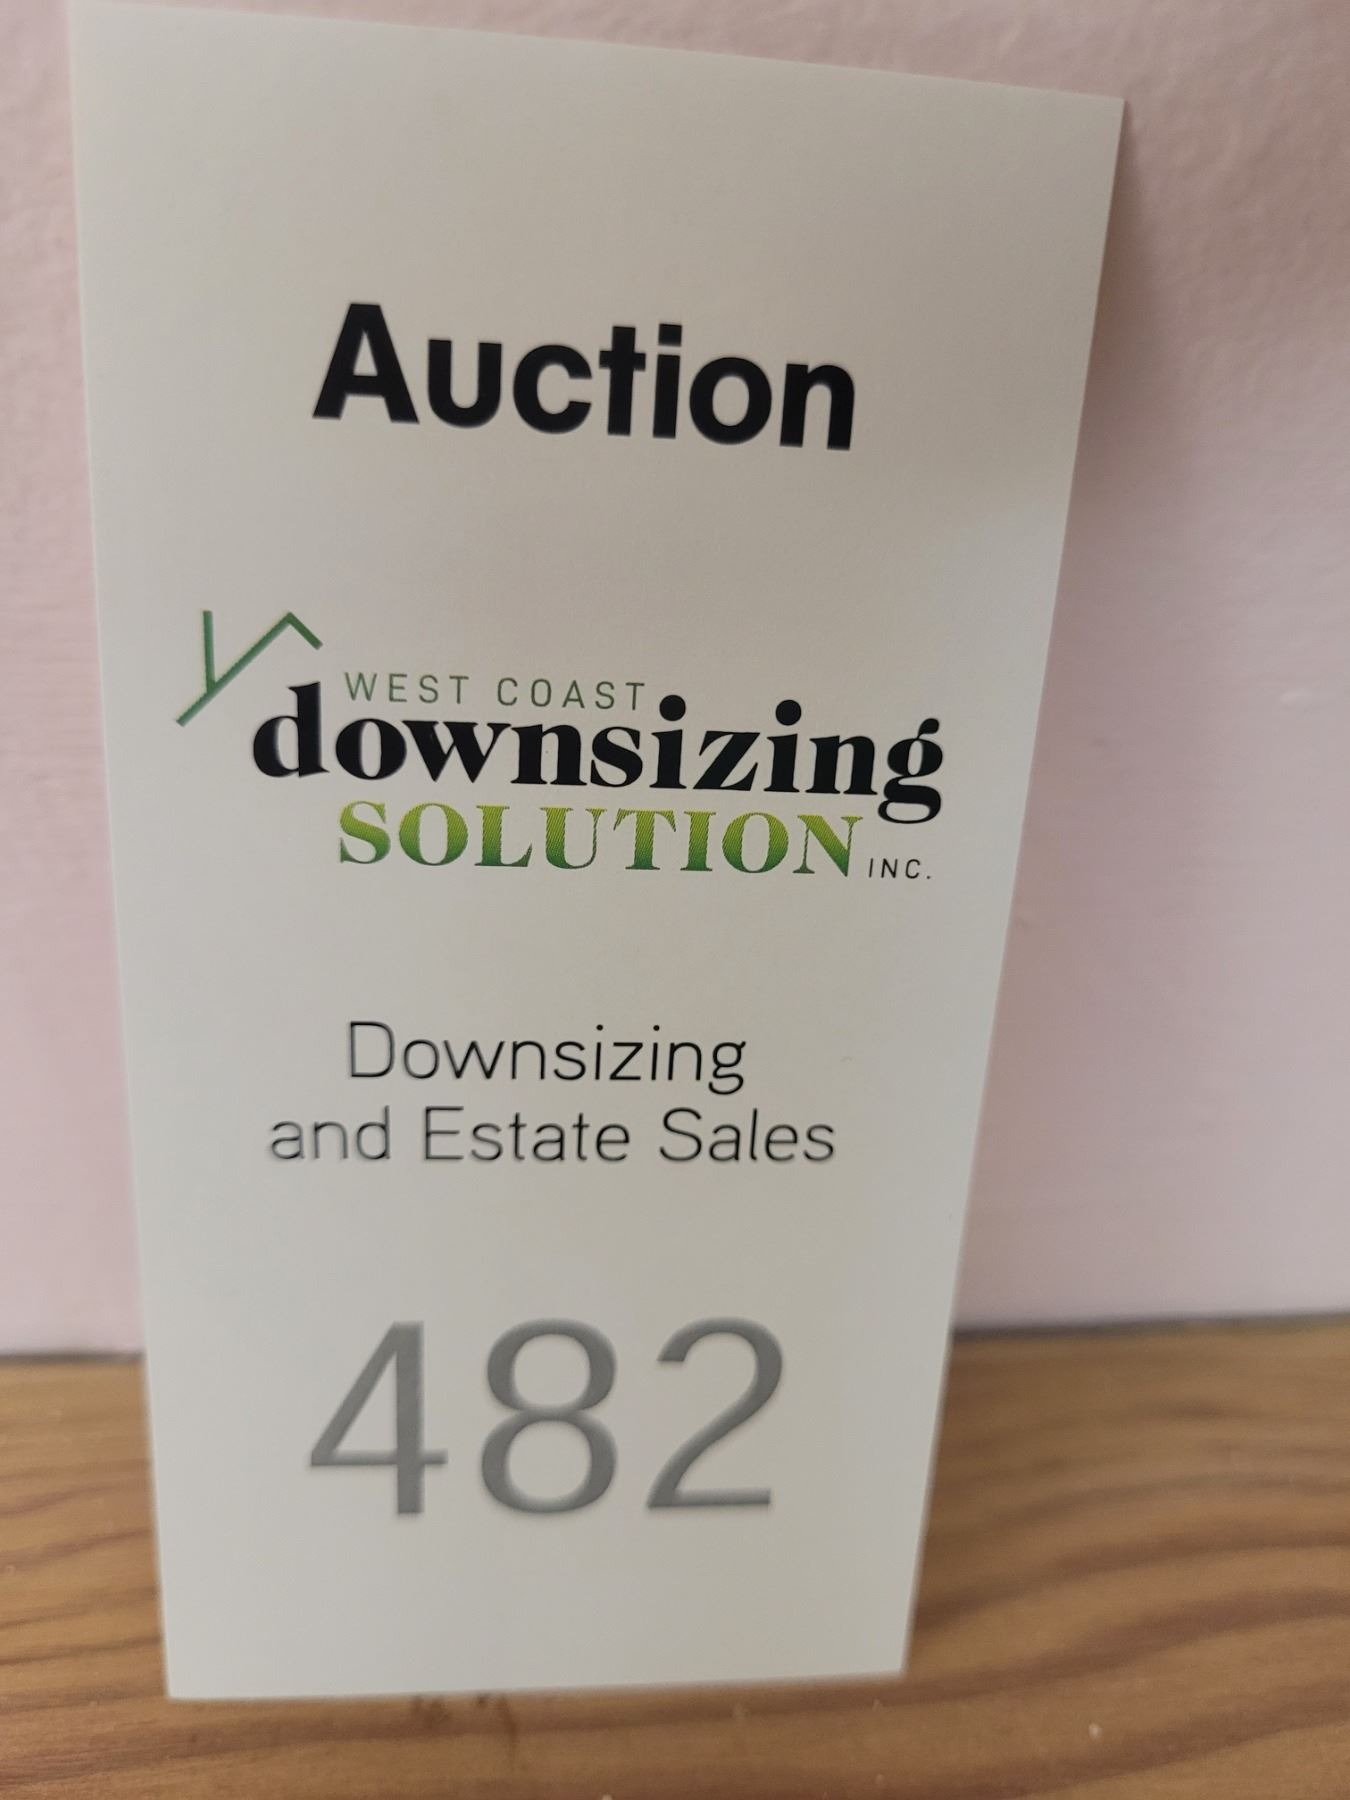 Auction
WEST COAST
downsizing
SOLUTION INC.
Downsizing
and Estate Sales
482